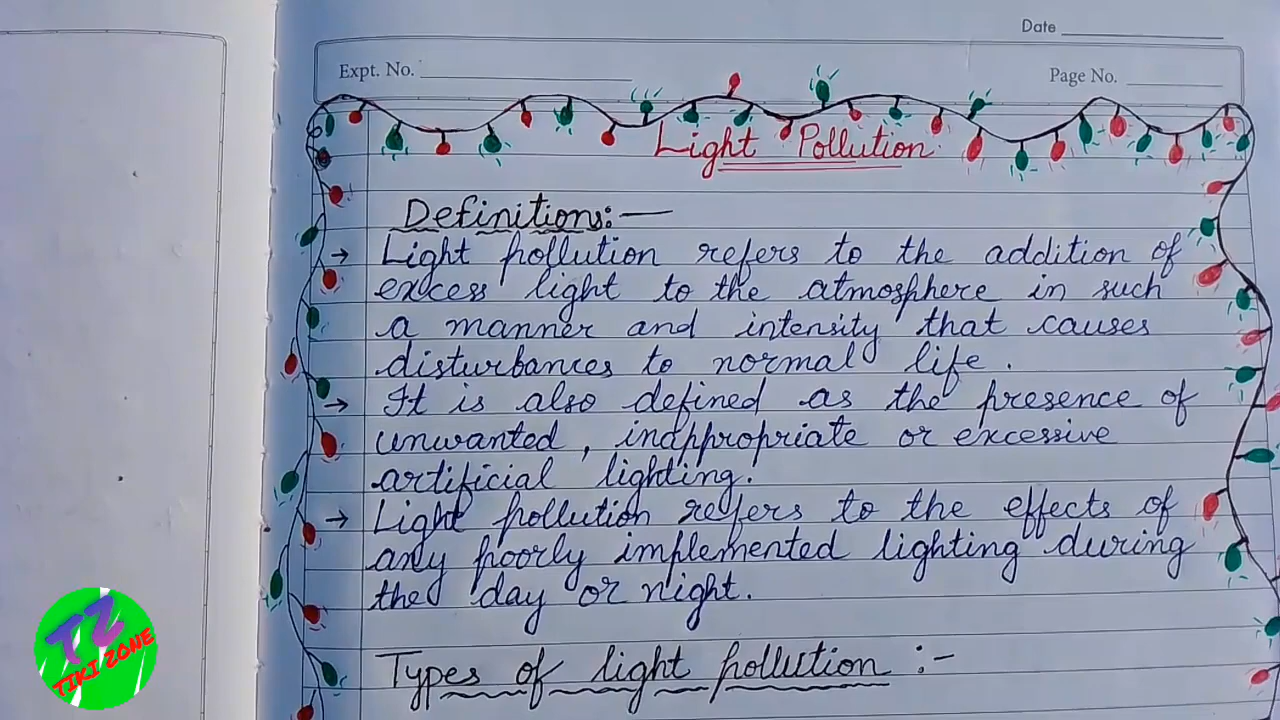 Date
Expt. No.
Page No.
Light Pollution
Definitions:—
→ Light pollution refers to the addition of
excess light to the atmosphere in such
a manner and intensity that causes
disturbances to normal life.
→ It is also defined as the presence of
unwanted, inappropriate or excessive
artificial lighting.
→ Light pollution refers to the effects of
any poorly implemented lighting during
the day or night.
Types of light pollution :-
TZ
TIKI ZONE